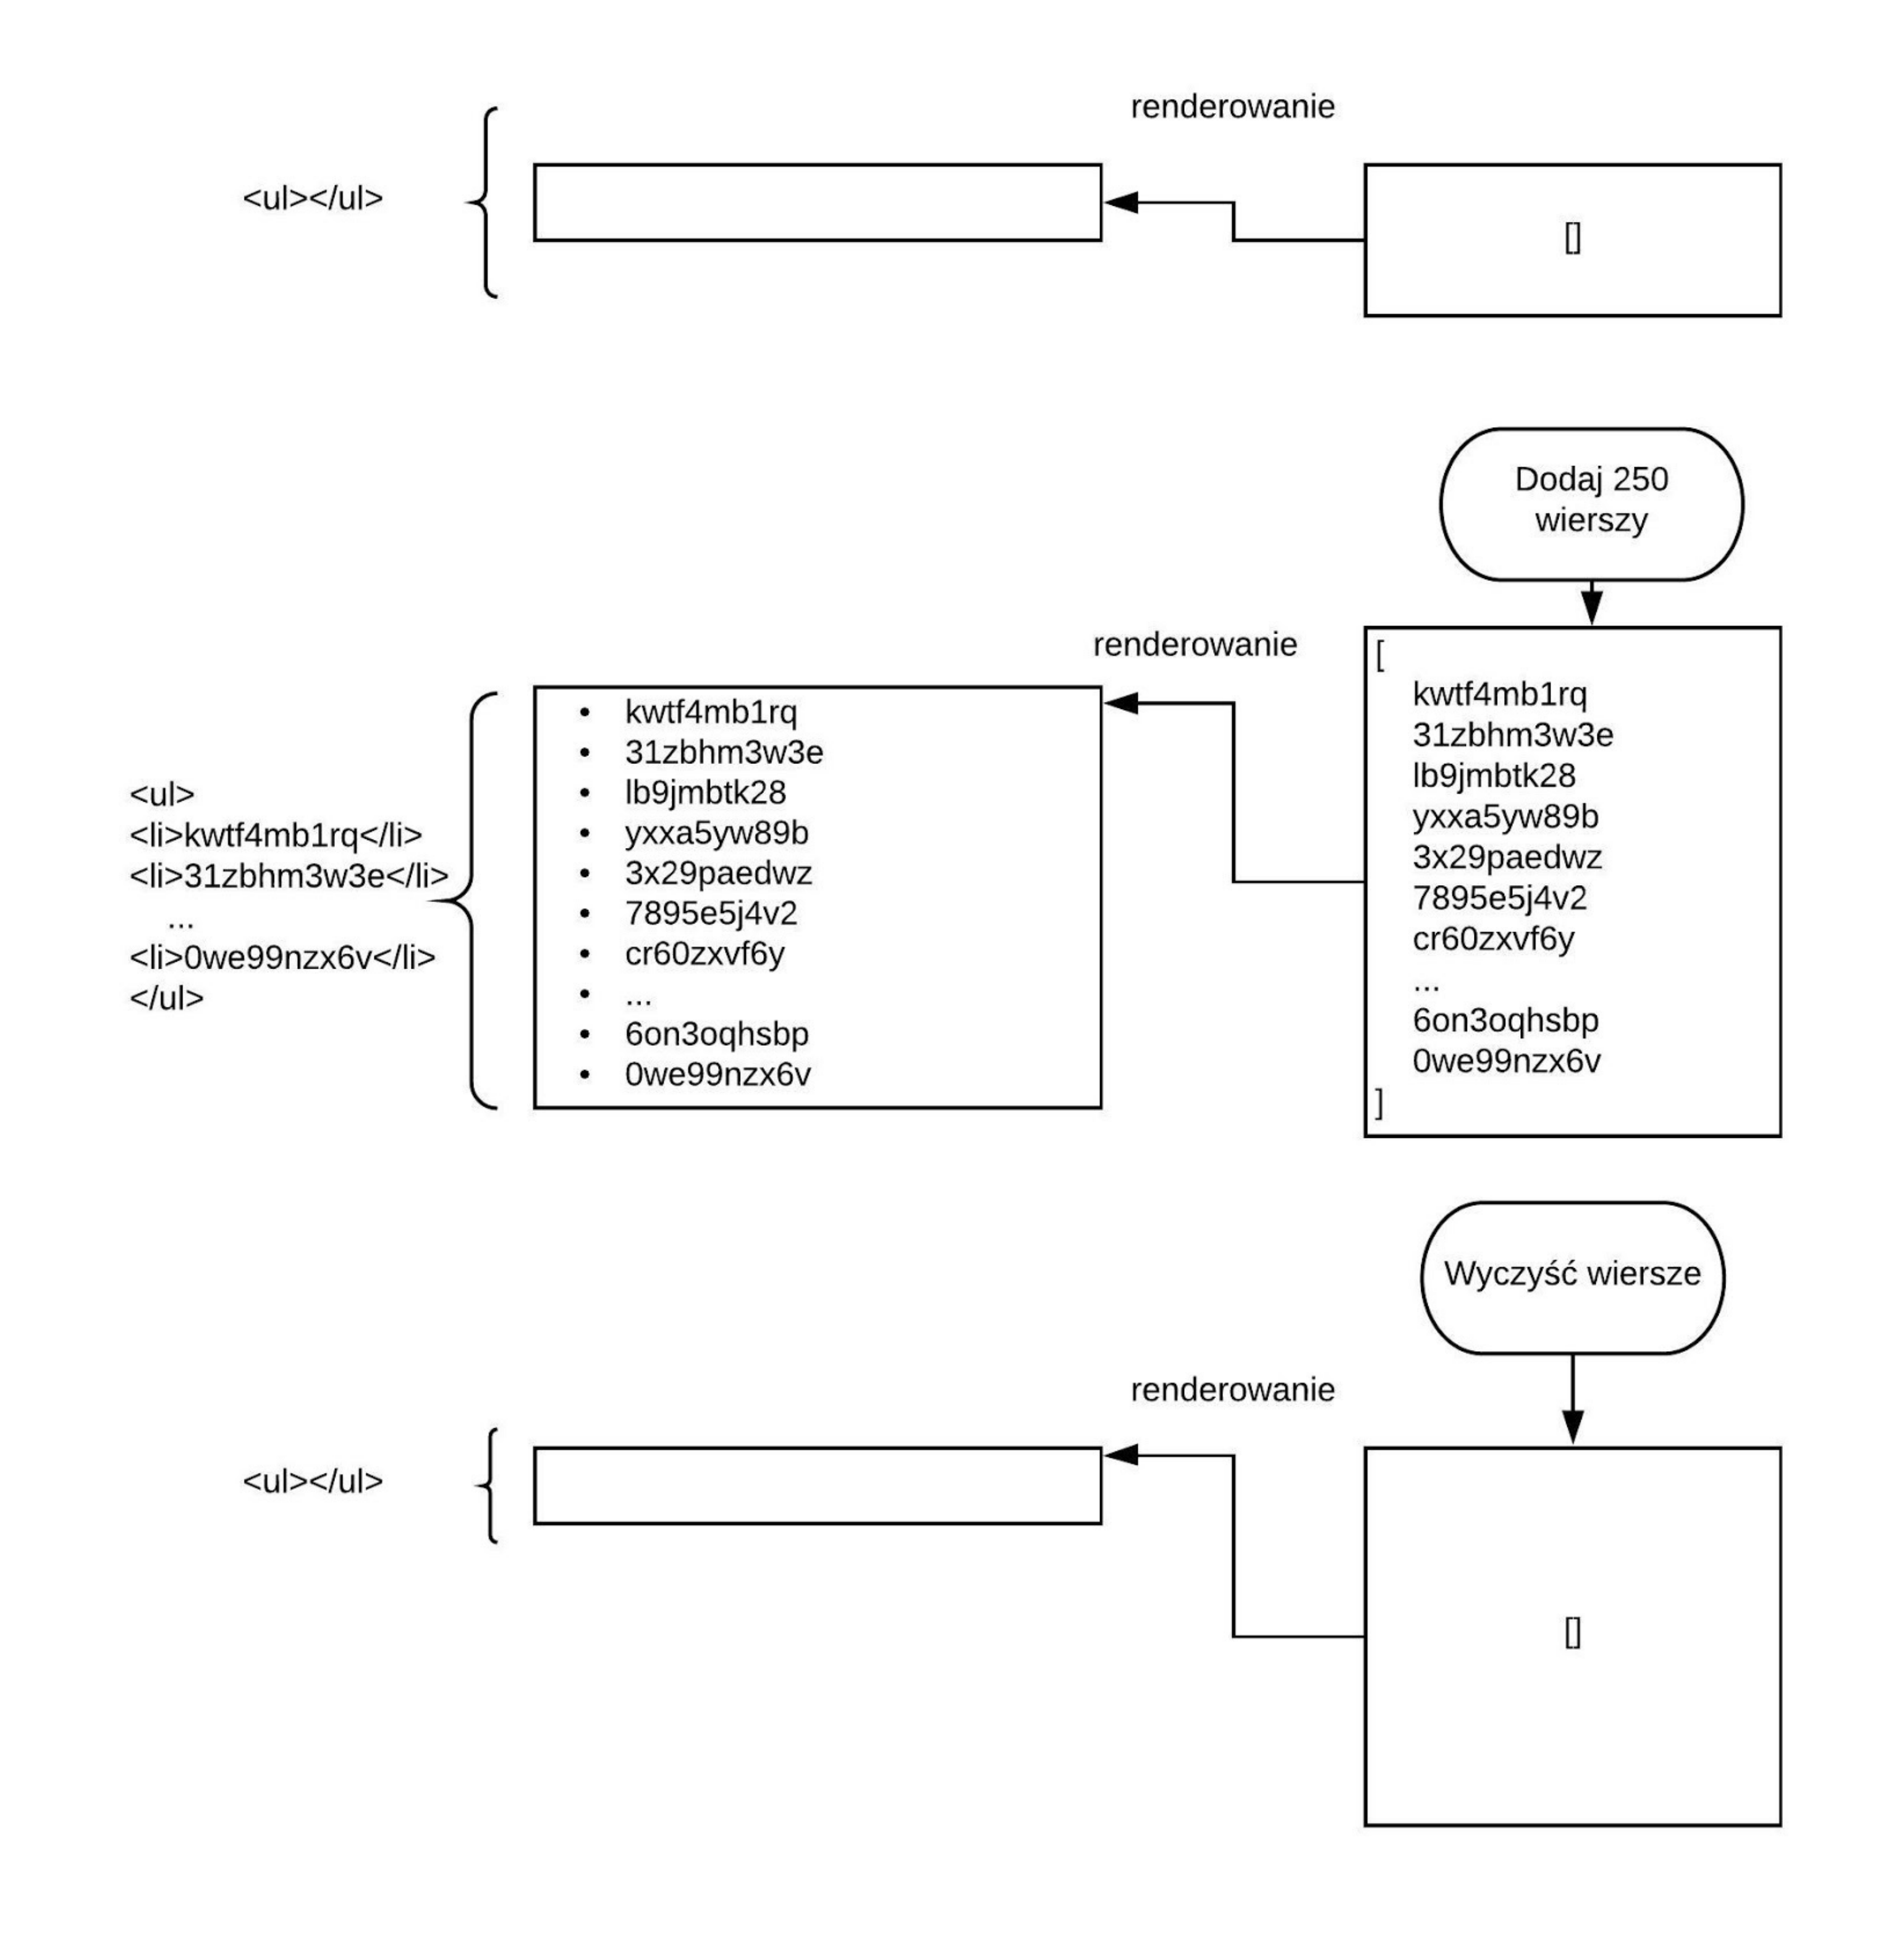 renderowanie
<ul></ul>
[]
Dodaj 250
wierszy
renderowanie
<ul>
<li>kwtf4mb1rq</li>
<li>31zbhm3w3e</li>
...
<li>0we99nzx6v</li>
</ul>
• kwtf4mb1rq
• 31zbhm3w3e
• lb9jmbtk28
• yxxa5yw89b
• 3x29paedwz
• 7895e5j4v2
• cr60zxvf6y
• ...
• 6on3oqhsbp
• 0we99nzx6v
[
kwtf4mb1rq
31zbhm3w3e
lb9jmbtk28
yxxa5yw89b
3x29paedwz
7895e5j4v2
cr60zxvf6y
...
6on3oqhsbp
0we99nzx6v
]
Wyczyść wiersze
renderowanie
<ul></ul>
[]